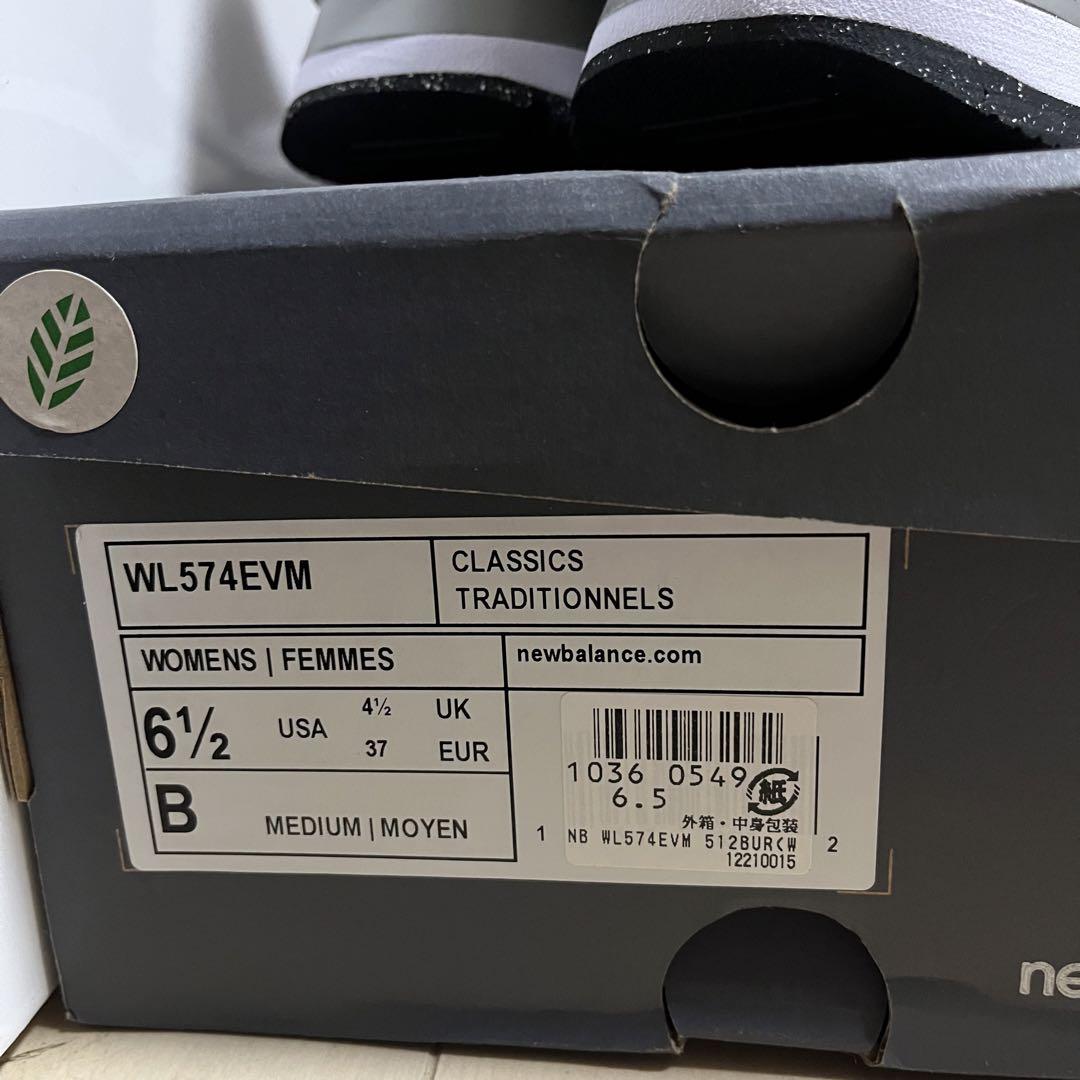 WL574EVM
CLASSICS
TRADITIONNELS
WOMENS | FEMMES
newbalance.com
6½ USA 4½ UK
37 EUR
B MEDIUM | MOYEN
1036 0549
6.5
紙
外箱・中身包装
NB WL574EVM 512BUR<W
12210015
1
2
ne